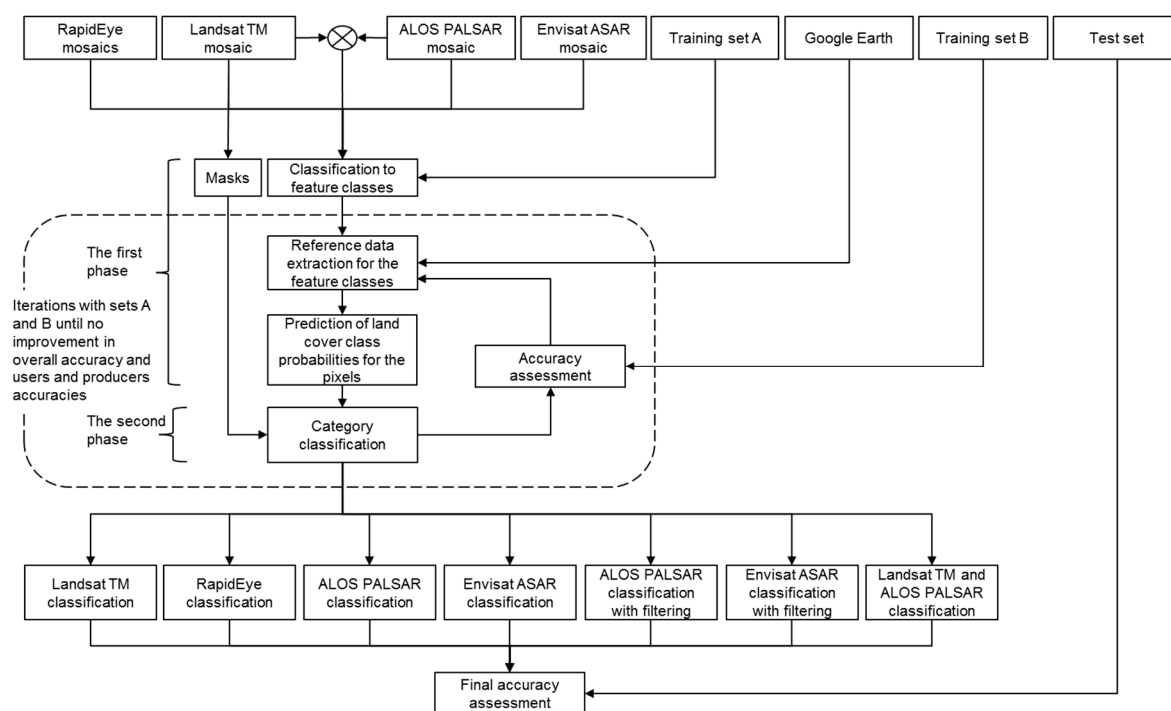 RapidEye
mosaics
Landsat TM
mosaic
ALOS PALSAR
mosaic
Envisat ASAR
mosaic
Training set A
Google Earth
Training set B
Test set
Masks
Classification to
feature classes
The first
phase
Reference data
extraction for the
feature classes
Iterations with sets A
and B until no
improvement in
overall accuracy and
users and producers
accuracies
Prediction of land
cover class
probabilities for the
pixels
Accuracy
assessment
The second
phase
Category
classification
Landsat TM
classification
RapidEye
classification
ALOS PALSAR
classification
Envisat ASAR
classification
ALOS PALSAR
classification
with filtering
Envisat ASAR
classification
with filtering
Landsat TM and
ALOS PALSAR
classification
Final accuracy
assessment